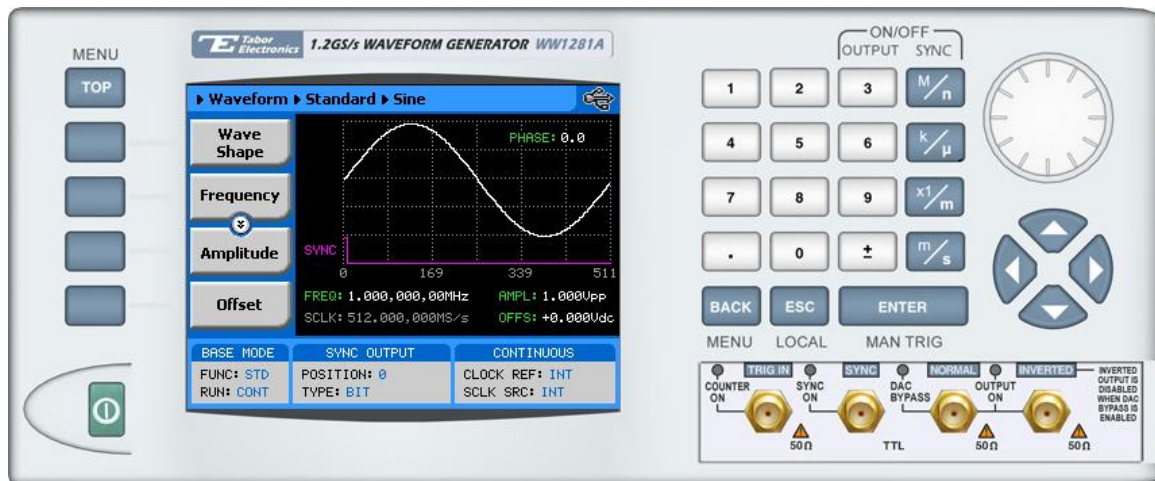 MENU
TOP
Tabor
Electronics
1.2GS/s WAVEFORM GENERATOR WW1281A
Waveform Standard Sine
Wave
Shape
Frequency
Amplitude
Offset
PHASE: 0.0
SYNC
0 169 339 511
FREQ: 1.000,000,00MHz AMPL: 1.000Vpp
SCLK: 512.000,000MS/s OFFS: +0.000Vdc
BASE MODE SYNC OUTPUT CONTINUOUS
FUNC: STD POSITION: 0 CLOCK REF: INT
RUN: CONT TYPE: BIT SCLK SRC: INT
ON/OFF
OUTPUT SYNC
1 2 3 M/n
4 5 6 k/µ
7 8 9 x1/m
. 0 ± m/s
BACK ESC ENTER
MENU LOCAL MAN TRIG
TRIG IN SYNC NORMAL INVERTED
COUNTER
ON
SYNC
ON
DAC
BYPASS
OUTPUT
ON
INVERTED
OUTPUT IS
DISABLED
WHEN DAC
BYPASS IS
ENABLED
50Ω TTL 50Ω 50Ω